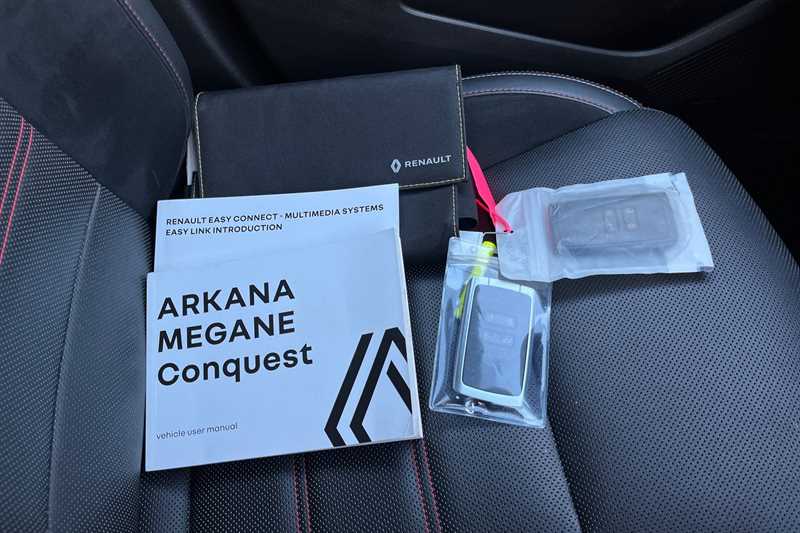 RENAULT
RENAULT EASY CONNECT - MULTIMEDIA SYSTEMS
EASY LINK INTRODUCTION
ARKANA
MEGANE
Conquest
vehicle user manual